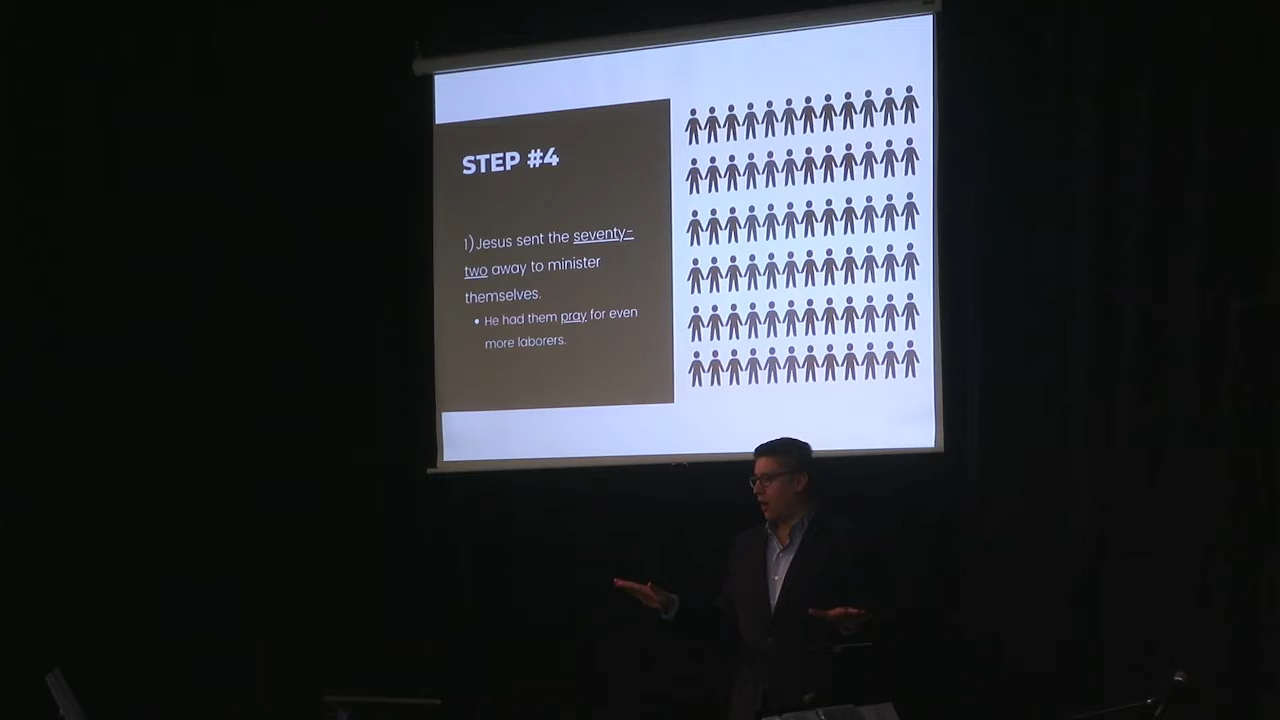 STEP #4
1) Jesus sent the seventy-
two away to minister
themselves.
• He had them pray for even
more laborers.